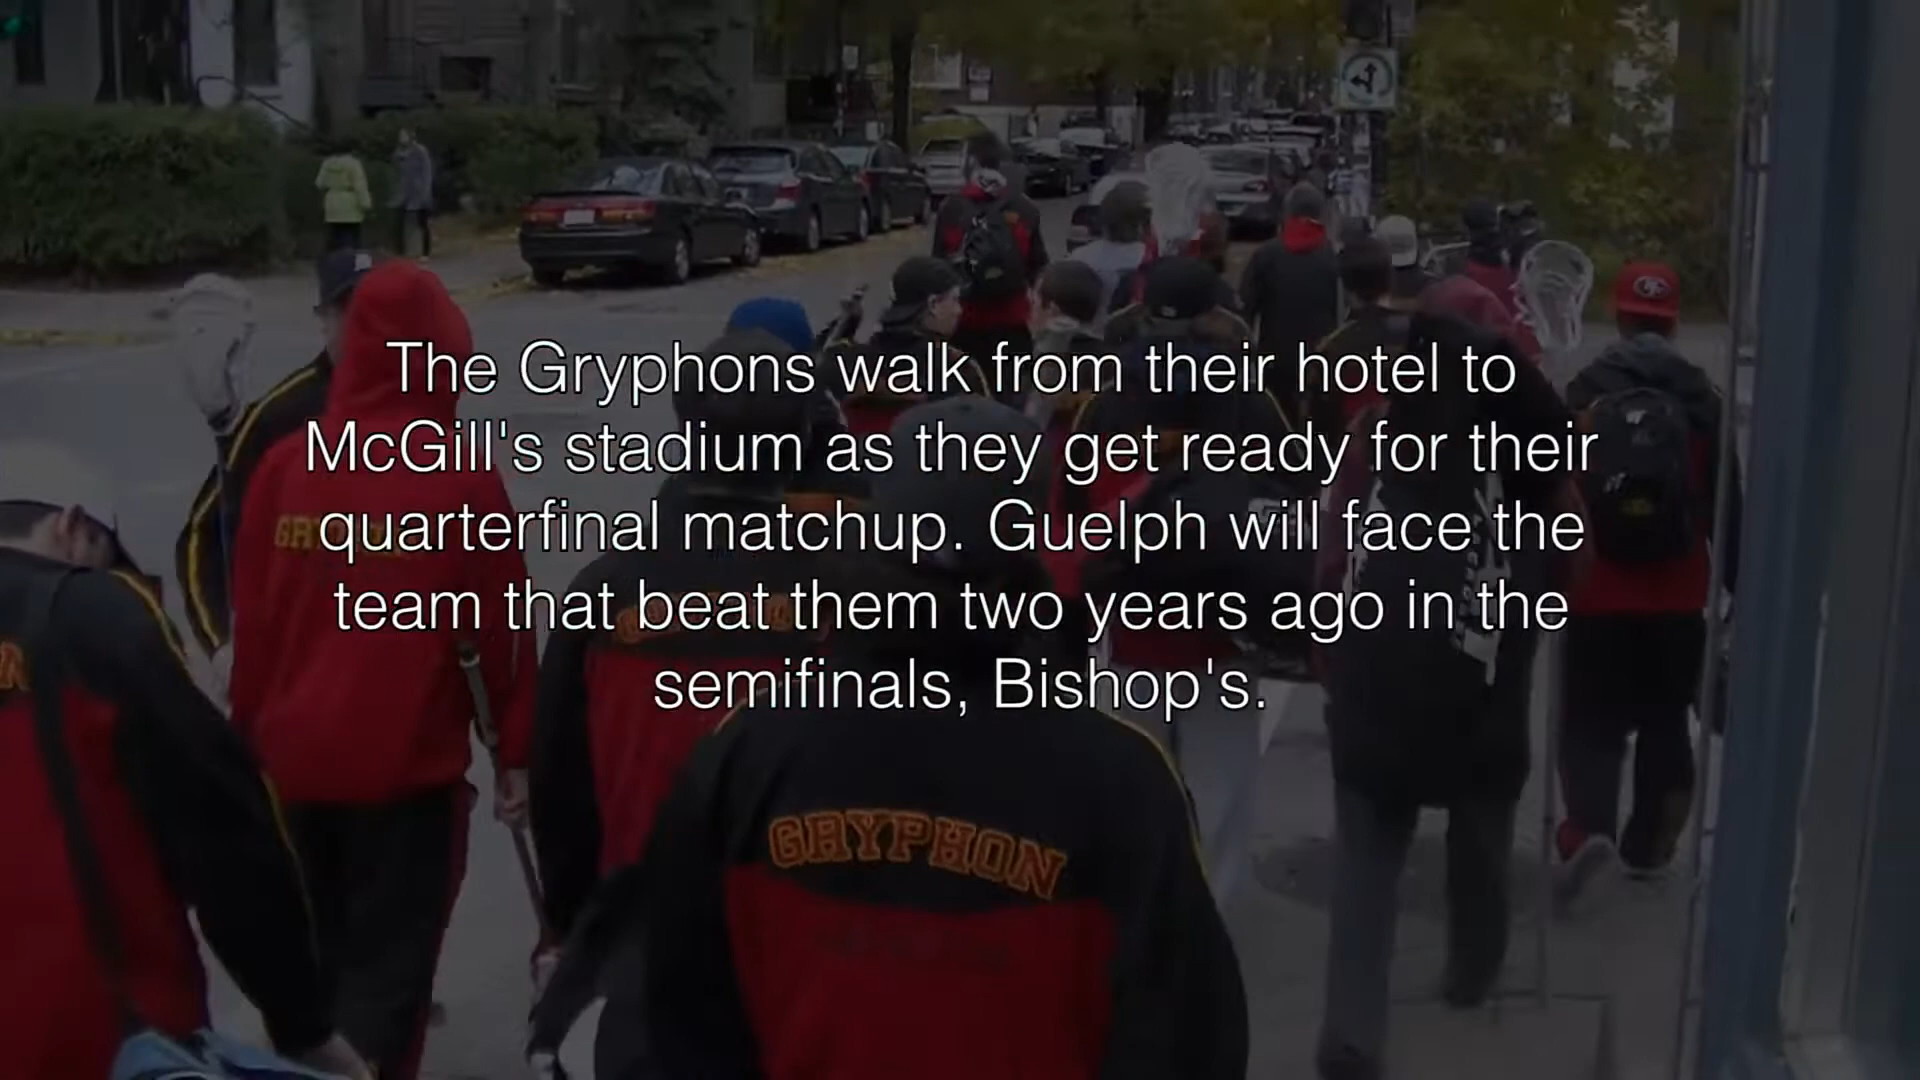 The Gryphons walk from their hotel to
McGill's stadium as they get ready for their
quarterfinal matchup. Guelph will face the
team that beat them two years ago in the
semifinals, Bishop's.
GRYPHON